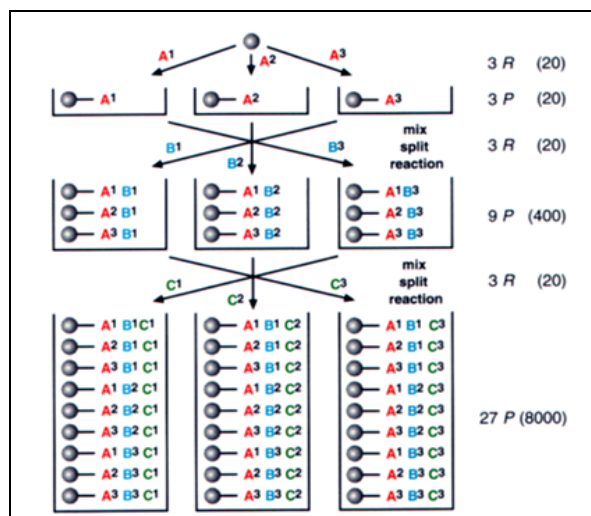 A¹ A² A³ 3 R (20)
A¹ A² A³ 3 P (20)
mix
B¹ B² B³ split 3 R (20)
reaction
A¹ B¹ A¹ B² A¹ B³
A² B¹ A² B² A² B³ 9 P (400)
A³ B¹ A³ B² A³ B³
mix
C¹ C² C³ split 3 R (20)
reaction
A¹ B¹ C¹ A¹ B¹ C² A¹ B¹ C³
A² B¹ C¹ A² B¹ C² A² B¹ C³
A³ B¹ C¹ A³ B¹ C² A³ B¹ C³
A¹ B² C¹ A¹ B² C² A¹ B² C³
A² B² C¹ A² B² C² A² B² C³ 27 P (8000)
A³ B² C¹ A³ B² C² A³ B² C³
A¹ B³ C¹ A¹ B³ C² A¹ B³ C³
A² B³ C¹ A² B³ C² A² B³ C³
A³ B³ C¹ A³ B³ C² A³ B³ C³